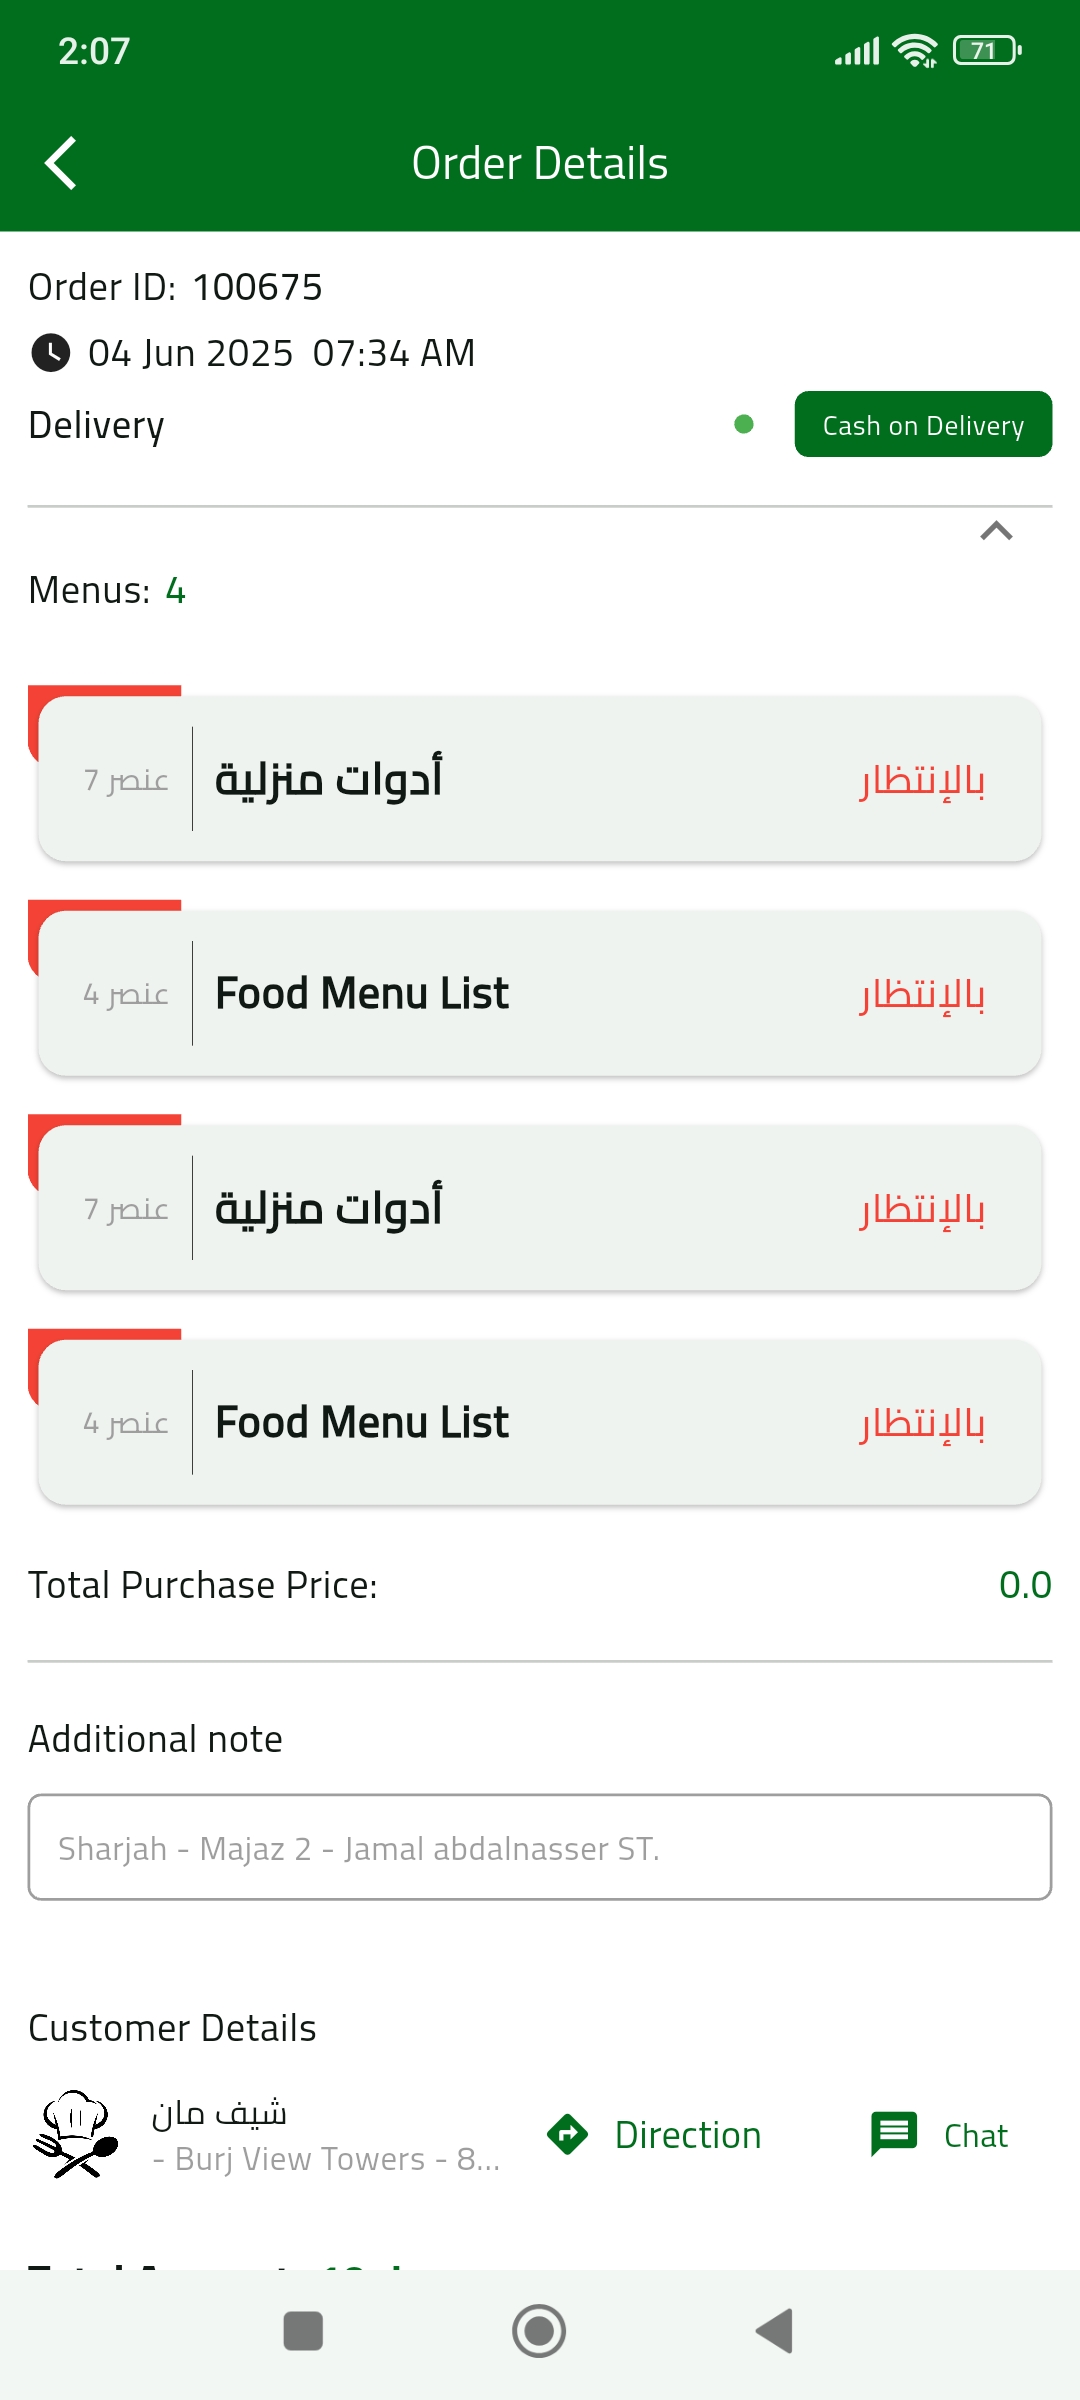 2:07
71
Order Details
Order ID: 100675
04 Jun 2025 07:34 AM
Delivery
Cash on Delivery
Menus: 4
7 عنصر
أدوات منزلية
بالإنتظار
4 عنصر
Food Menu List
بالإنتظار
7 عنصر
أدوات منزلية
بالإنتظار
4 عنصر
Food Menu List
بالإنتظار
Total Purchase Price:
0.0
Additional note
Sharjah - Majaz 2 - Jamal abdalnasser ST.
Customer Details
شيف مان
- Burj View Towers - 8...
Direction
Chat